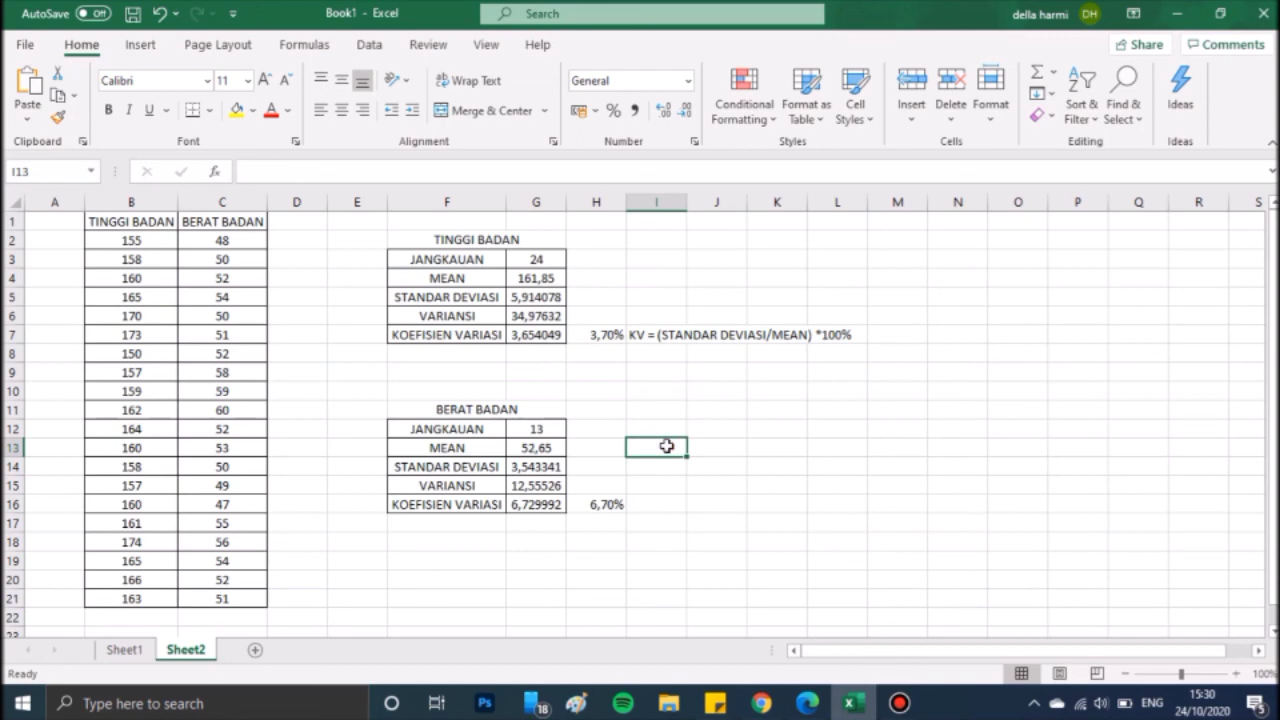 AutoSave Off Book1 - Excel Search della harmi DH
File Home Insert Page Layout Formulas Data Review View Help Share Comments
Paste Calibri 11 Wrap Text General Conditional Formatting Format as Table Cell Styles Insert Delete Format Sort & Filter Find & Select Ideas
B I U Merge & Center % 
Clipboard Font Alignment Number Styles Cells Editing Ideas
I13 fx
A B C D E F G H I J K L M N O P Q R S
1 TINGGI BADAN BERAT BADAN
2 155 48 TINGGI BADAN
3 158 50 JANGKAUAN 24
4 160 52 MEAN 161,85
5 165 54 STANDAR DEVIASI 5,914078
6 170 50 VARIANSI 34,97632
7 173 51 KOEFISIEN VARIASI 3,654049 3,70% KV = (STANDAR DEVIASI/MEAN) *100%
8 150 52
9 157 58
10 159 59
11 162 60 BERAT BADAN
12 164 52 JANGKAUAN 13
13 160 53 MEAN 52,65
14 158 50 STANDAR DEVIASI 3,543341
15 157 49 VARIANSI 12,55526
16 160 47 KOEFISIEN VARIASI 6,729992 6,70%
17 161 55
18 174 56
19 165 54
20 166 52
21 163 51
22
23
Sheet1 Sheet2
Ready 100%
Type here to search Ps 18 ENG 15:30
24/10/2020 5